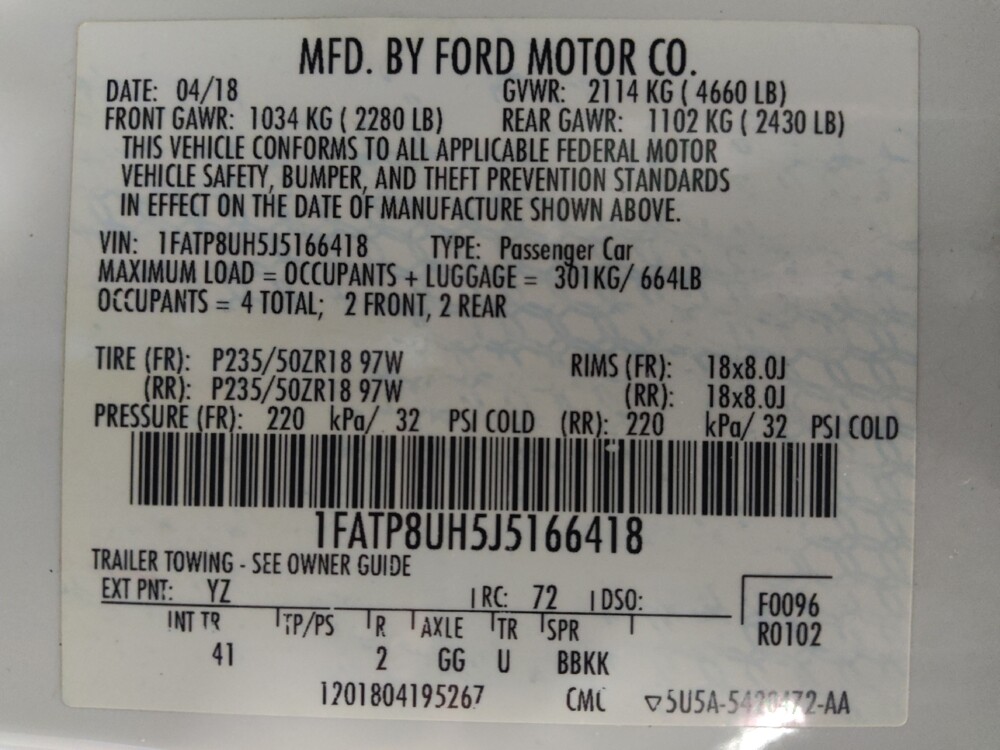 MFD. BY FORD MOTOR CO.
DATE: 04/18 GVWR: 2114 KG ( 4660 LB)
FRONT GAWR: 1034 KG ( 2280 LB) REAR GAWR: 1102 KG ( 2430 LB)
THIS VEHICLE CONFORMS TO ALL APPLICABLE FEDERAL MOTOR
VEHICLE SAFETY, BUMPER, AND THEFT PREVENTION STANDARDS
IN EFFECT ON THE DATE OF MANUFACTURE SHOWN ABOVE.
VIN: 1FATP8UH5J5166418 TYPE: Passenger Car
MAXIMUM LOAD = OCCUPANTS + LUGGAGE = 301KG/ 664LB
OCCUPANTS = 4 TOTAL; 2 FRONT, 2 REAR
TIRE (FR): P235/50ZR18 97W RIMS (FR): 18x8.0J
(RR): P235/50ZR18 97W (RR): 18x8.0J
PRESSURE (FR): 220 kPa/ 32 PSI COLD (RR): 220 kPa/ 32 PSI COLD
1FATP8UH5J5166418
TRAILER TOWING - SEE OWNER GUIDE
EXT PNT: YZ RC: 72 DSO: F0096
INT TR TP/PS R AXLE TR SPR R0102
41 2 GG U BBKK
1201804195267 CMC ▽5U5A-5420472-AA